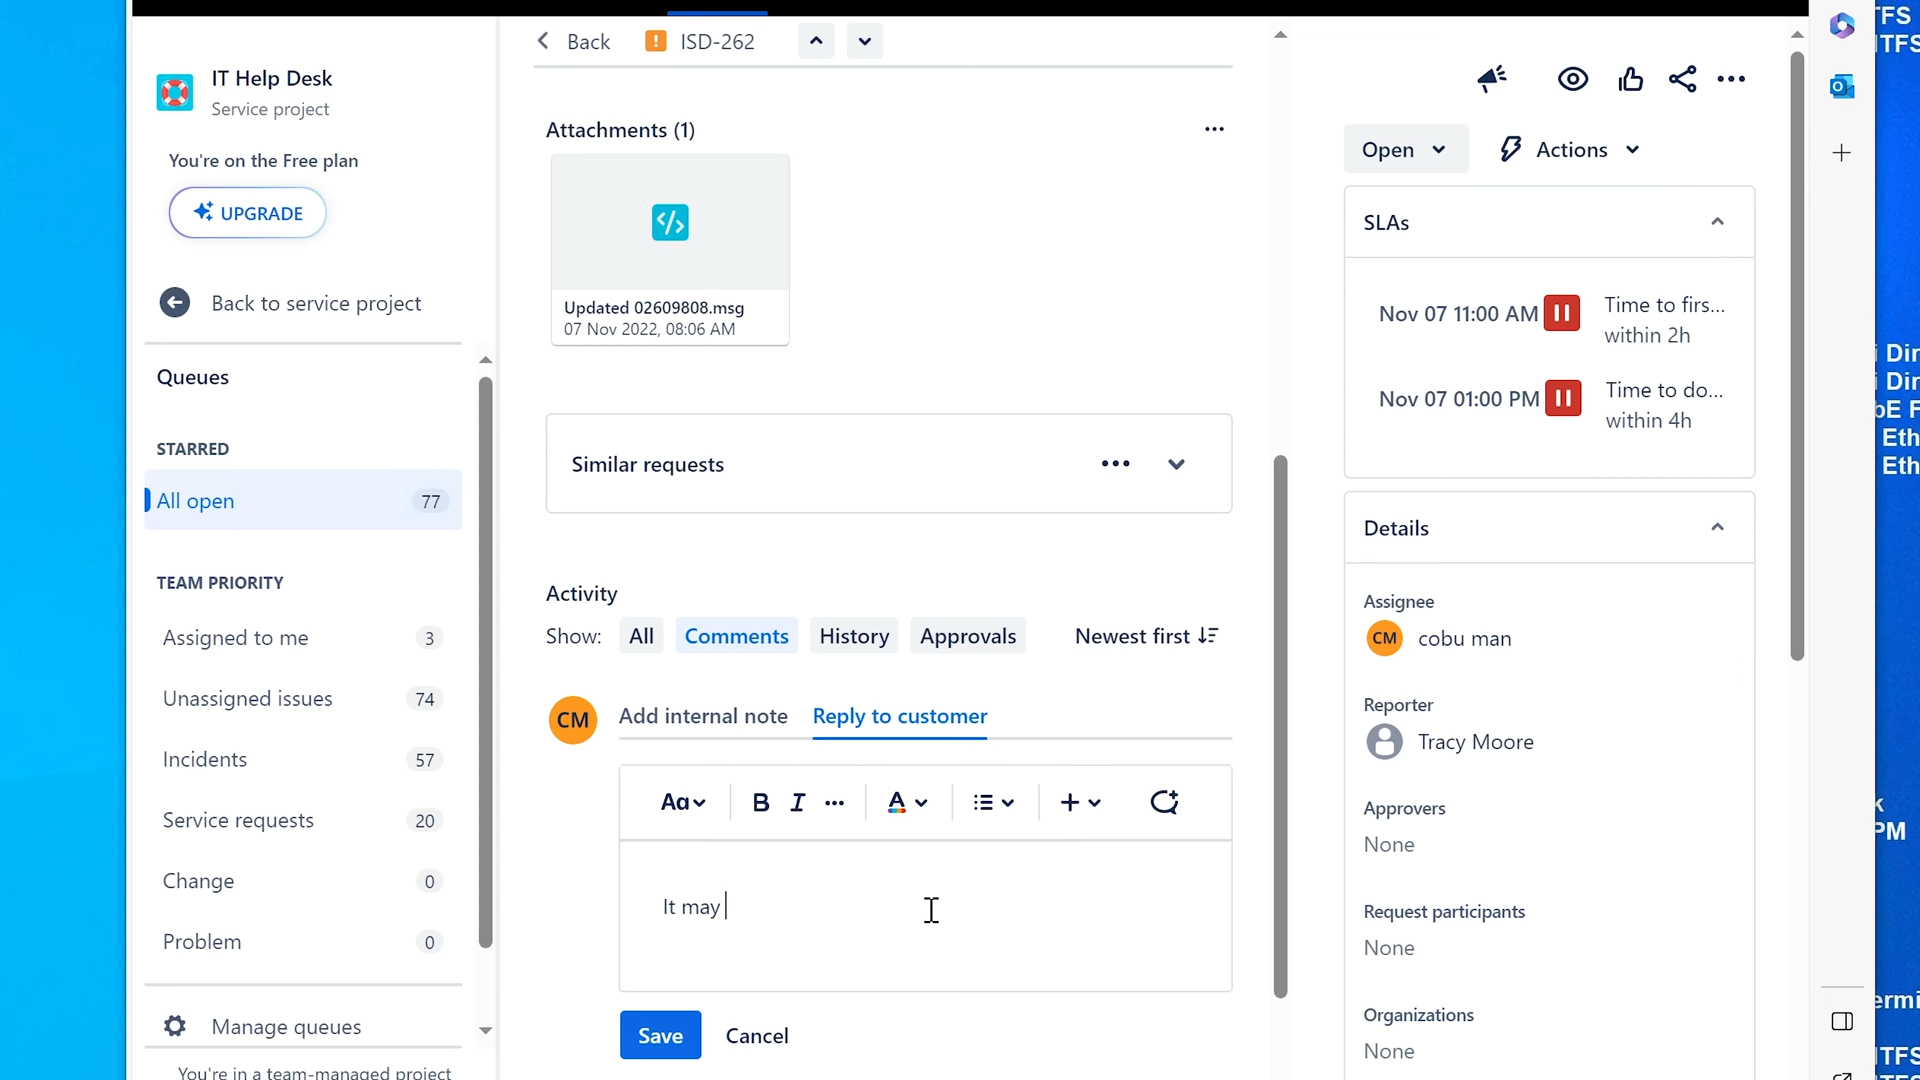 IT Help Desk
Service project
You're on the Free plan
UPGRADE
Back to service project
Queues
STARRED
All open 77
TEAM PRIORITY
Assigned to me 3
Unassigned issues 74
Incidents 57
Service requests 20
Change 0
Problem 0
Manage queues
You're in a team-managed project
Back ISD-262
Attachments (1)
Updated 02609808.msg
07 Nov 2022, 08:06 AM
Similar requests
Activity
Show: All Comments History Approvals Newest first
CM Add internal note Reply to customer
Aa B I A
It may
Save Cancel
Open Actions
SLAs
Nov 07 11:00 AM Time to firs...
within 2h
Nov 07 01:00 PM Time to do...
within 4h
Details
Assignee
CM cobu man
Reporter
Tracy Moore
Approvers
None
Request participants
None
Organizations
None
Eth
Eth
PM